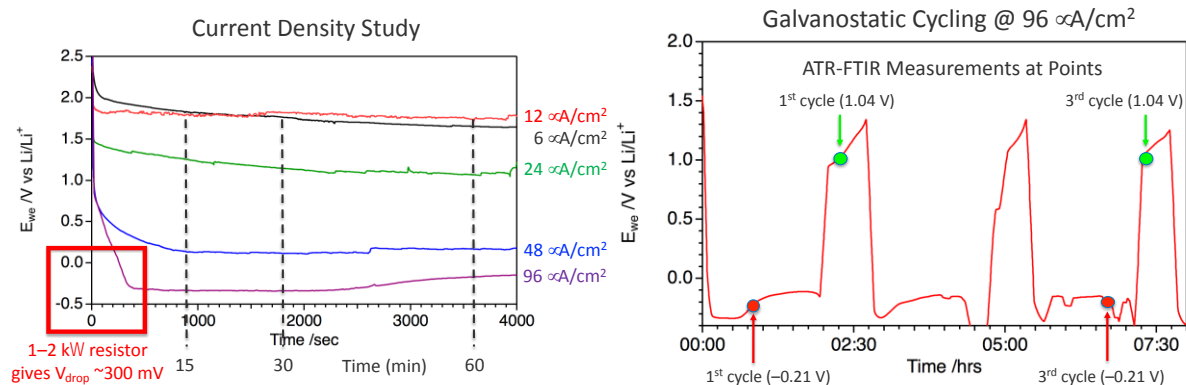 Current Density Study
2.5
2.0
1.5
1.0
0.5
0.0
-0.5
E_we /V vs Li/Li⁺
12 ∝A/cm²
6 ∝A/cm²
24 ∝A/cm²
48 ∝A/cm²
96 ∝A/cm²
0
1000
3000
4000
Time /sec
15
30
Time (min)
60
1–2 kW resistor
gives V_drop ~300 mV
Galvanostatic Cycling @ 96 ∝A/cm²
2.0
1.5
1.0
0.5
0.0
E_we /V vs Li/Li⁺
ATR-FTIR Measurements at Points
1ˢᵗ cycle (1.04 V)
3ʳᵈ cycle (1.04 V)
00:00
02:30
05:00
07:30
Time /hrs
1ˢᵗ cycle (–0.21 V)
3ʳᵈ cycle (–0.21 V)